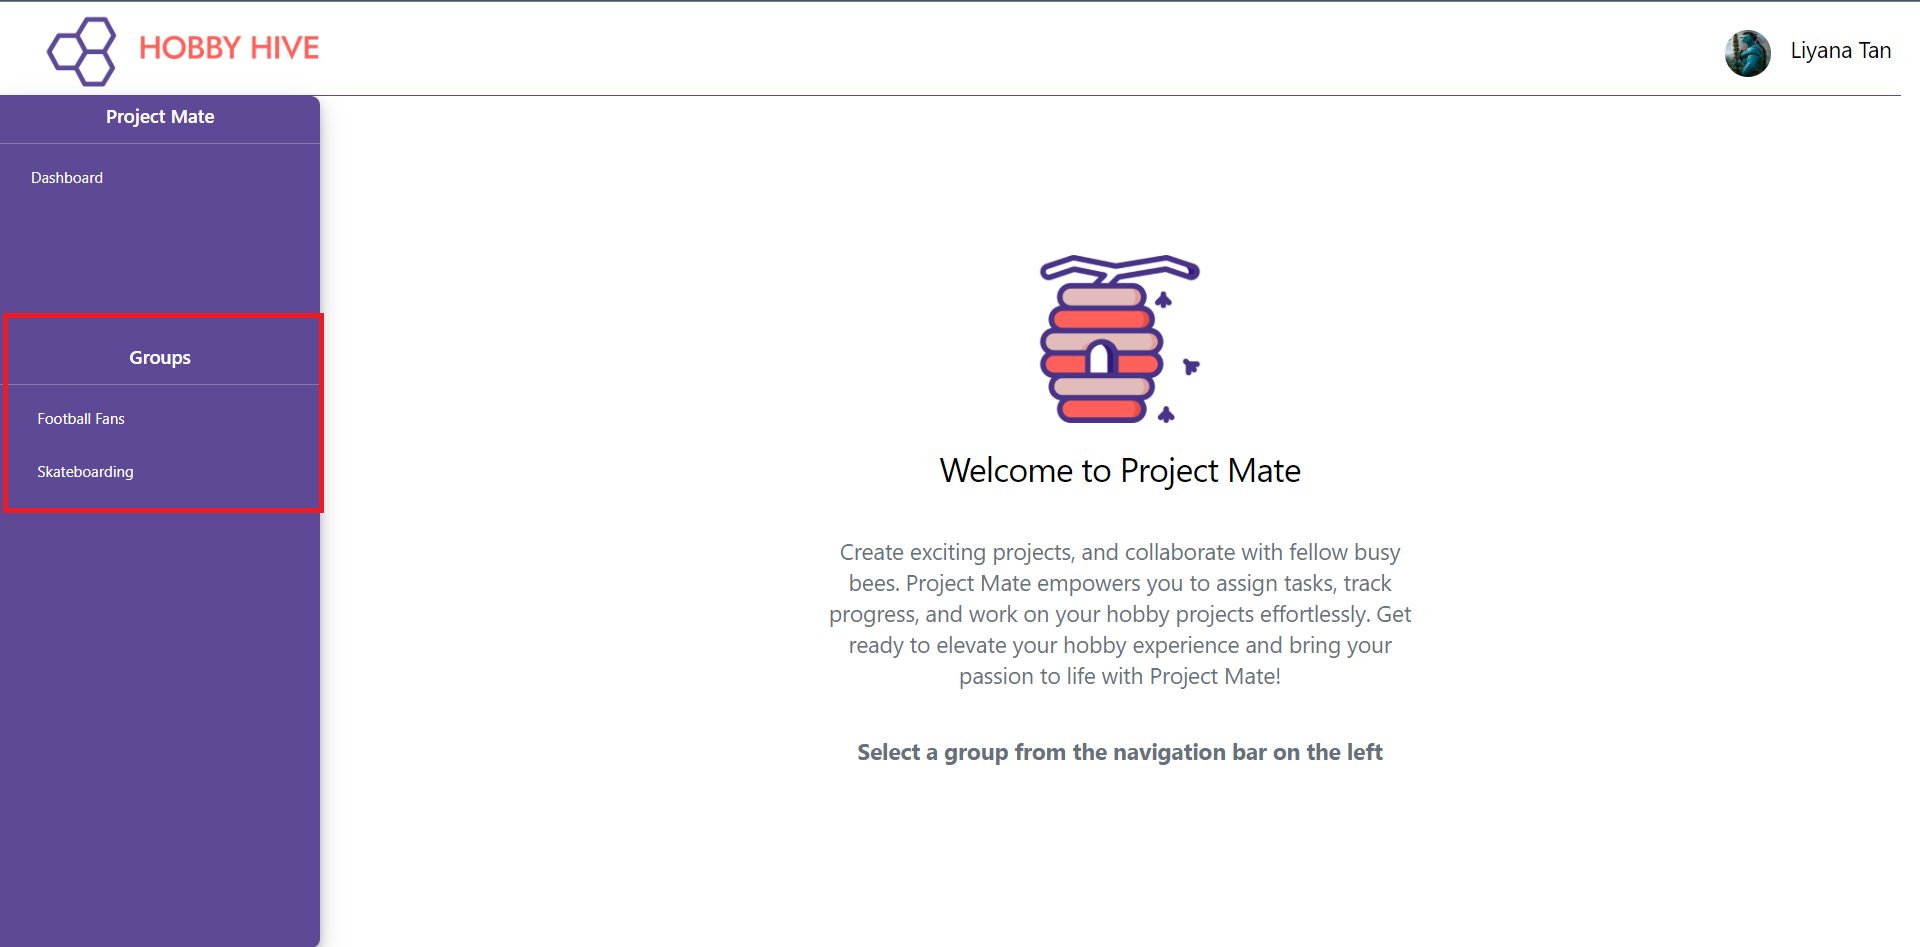 HOBBY HIVE
Liyana Tan
Project Mate
Dashboard
Groups
Football Fans
Skateboarding
Welcome to Project Mate
Create exciting projects, and collaborate with fellow busy
bees. Project Mate empowers you to assign tasks, track
progress, and work on your hobby projects effortlessly. Get
ready to elevate your hobby experience and bring your
passion to life with Project Mate!
Select a group from the navigation bar on the left